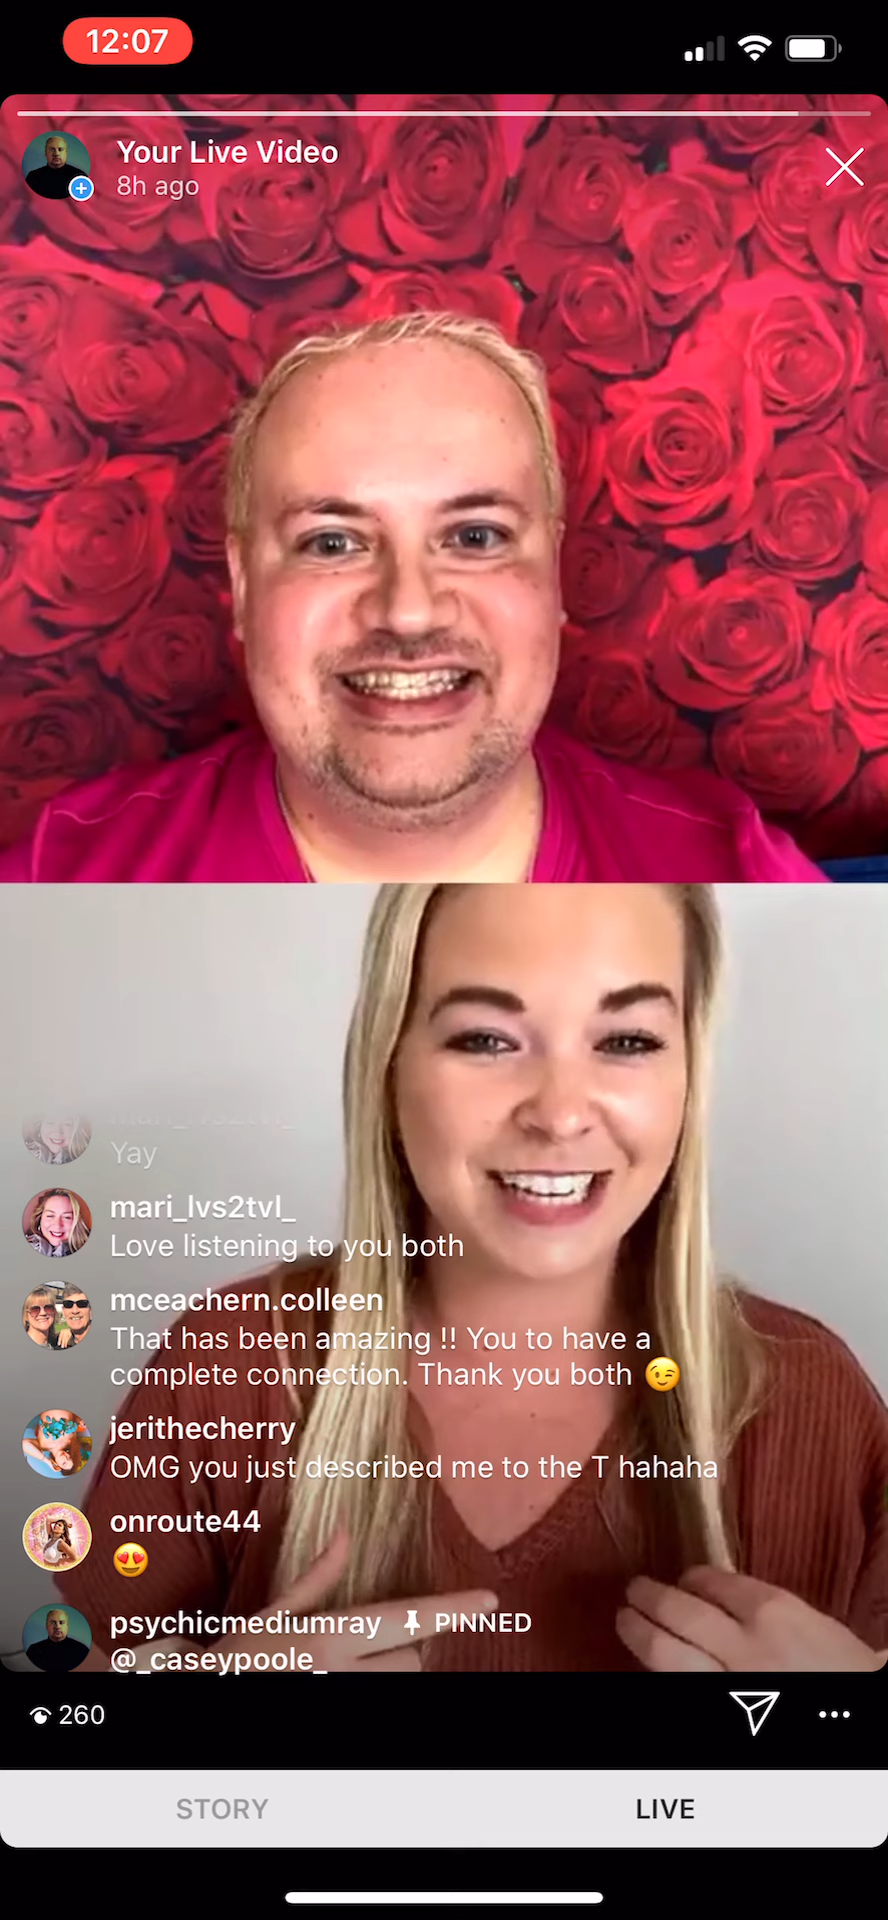 12:07
Your Live Video
8h ago
Yay
mari_lvs2tvl_
Love listening to you both
mceachern.colleen
That has been amazing !! You to have a
complete connection. Thank you both 😉
jerithecherry
OMG you just described me to the T hahaha
onroute44
😍
psychicmediumray PINNED
@_caseypoole_
260
STORY
LIVE